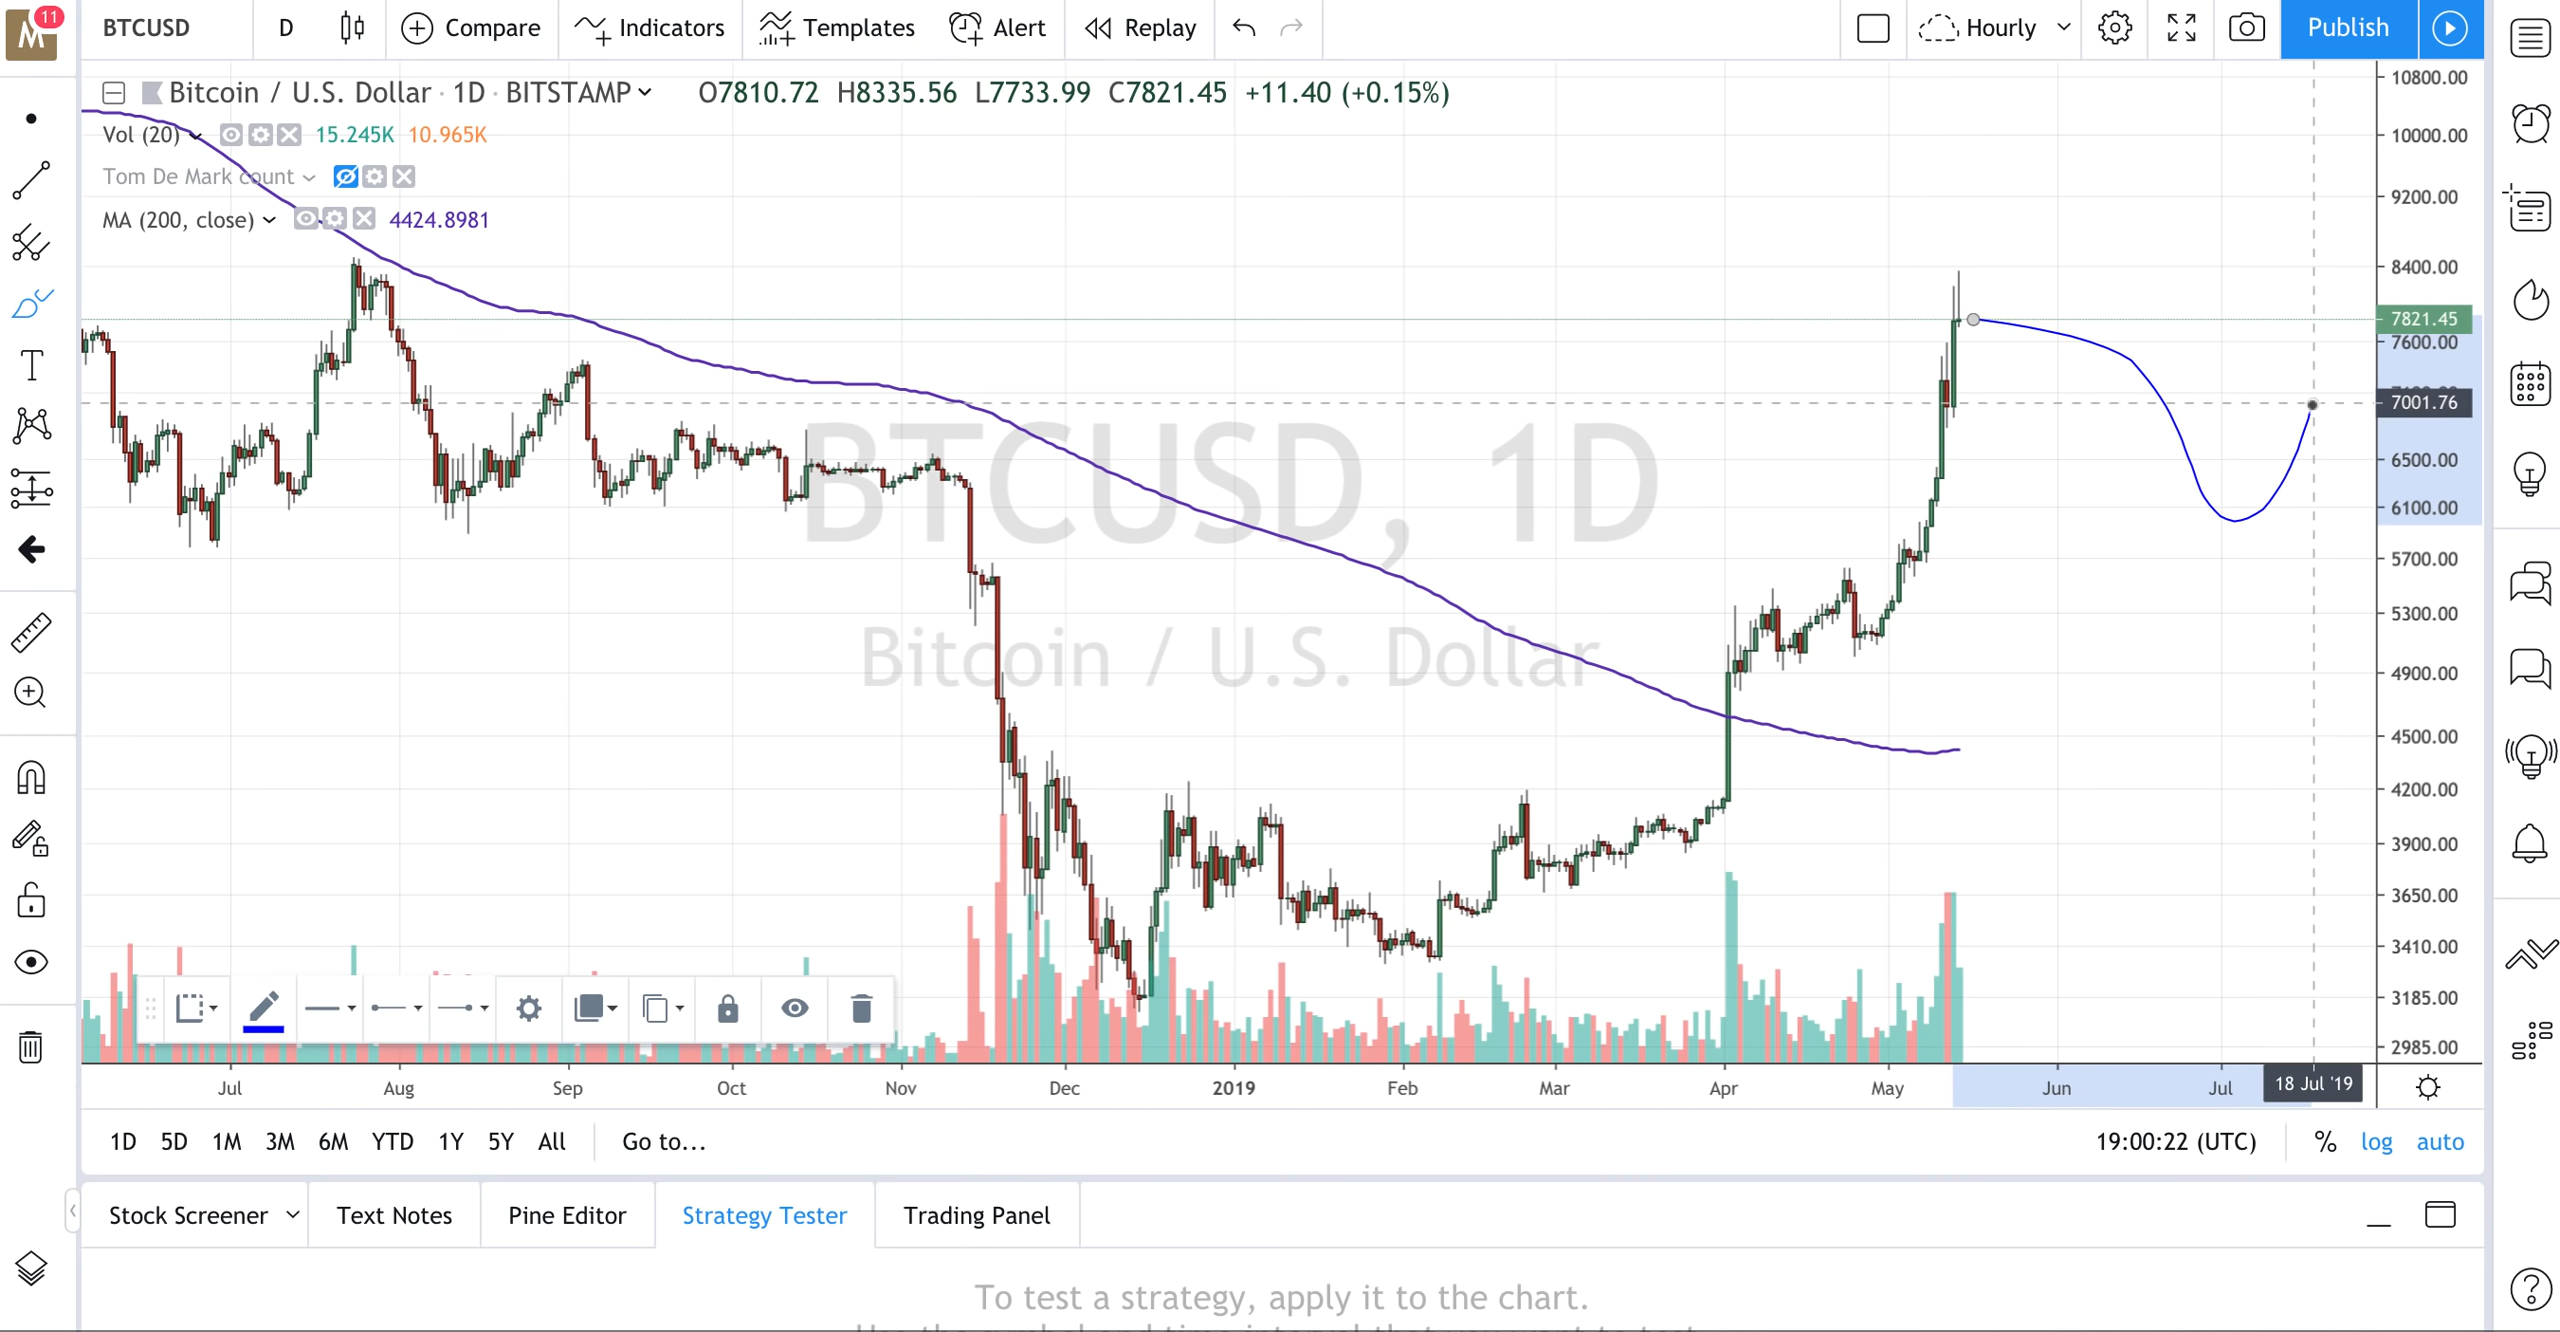 11
M
BTCUSD D Compare Indicators Templates Alert Replay Hourly Publish
Bitcoin / U.S. Dollar · 1D · BITSTAMP O7810.72 H8335.56 L7733.99 C7821.45 +11.40 (+0.15%)
Vol (20) 15.245K 10.965K
Tom De Mark count
MA (200, close) 4424.8981
BTCUSD, 1D
Bitcoin / U.S. Dollar
10800.00
10000.00
9200.00
8400.00
7821.45
7600.00
7001.76
6500.00
6100.00
5700.00
5300.00
4900.00
4500.00
4200.00
3900.00
3650.00
3410.00
3185.00
2985.00
Jul Aug Sep Oct Nov Dec 2019 Feb Mar Apr May Jun Jul 18 Jul '19
1D 5D 1M 3M 6M YTD 1Y 5Y All Go to... 19:00:22 (UTC) % log auto
Stock Screener Text Notes Pine Editor Strategy Tester Trading Panel
To test a strategy, apply it to the chart.